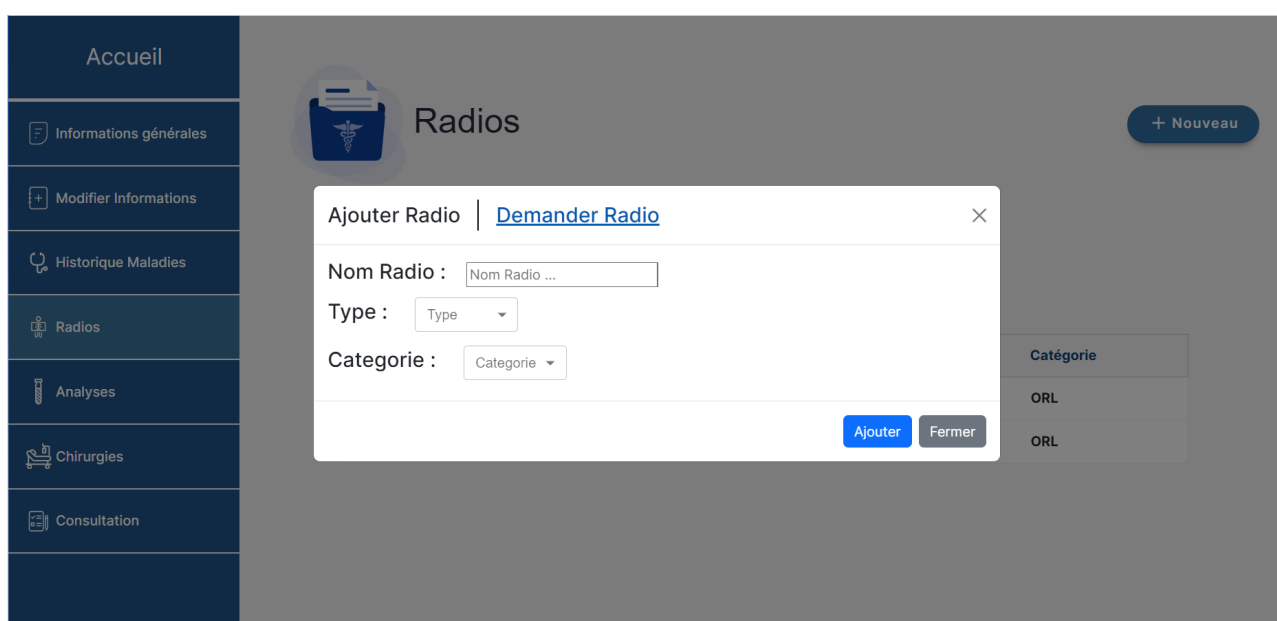 Accueil
Informations générales
Modifier Informations
Historique Maladies
Radios
Analyses
Chirurgies
Consultation
Radios
+ Nouveau
Ajouter Radio
Demander Radio
Nom Radio :
Nom Radio ...
Type :
Type
Categorie :
Categorie
Ajouter
Fermer
Catégorie
ORL
ORL